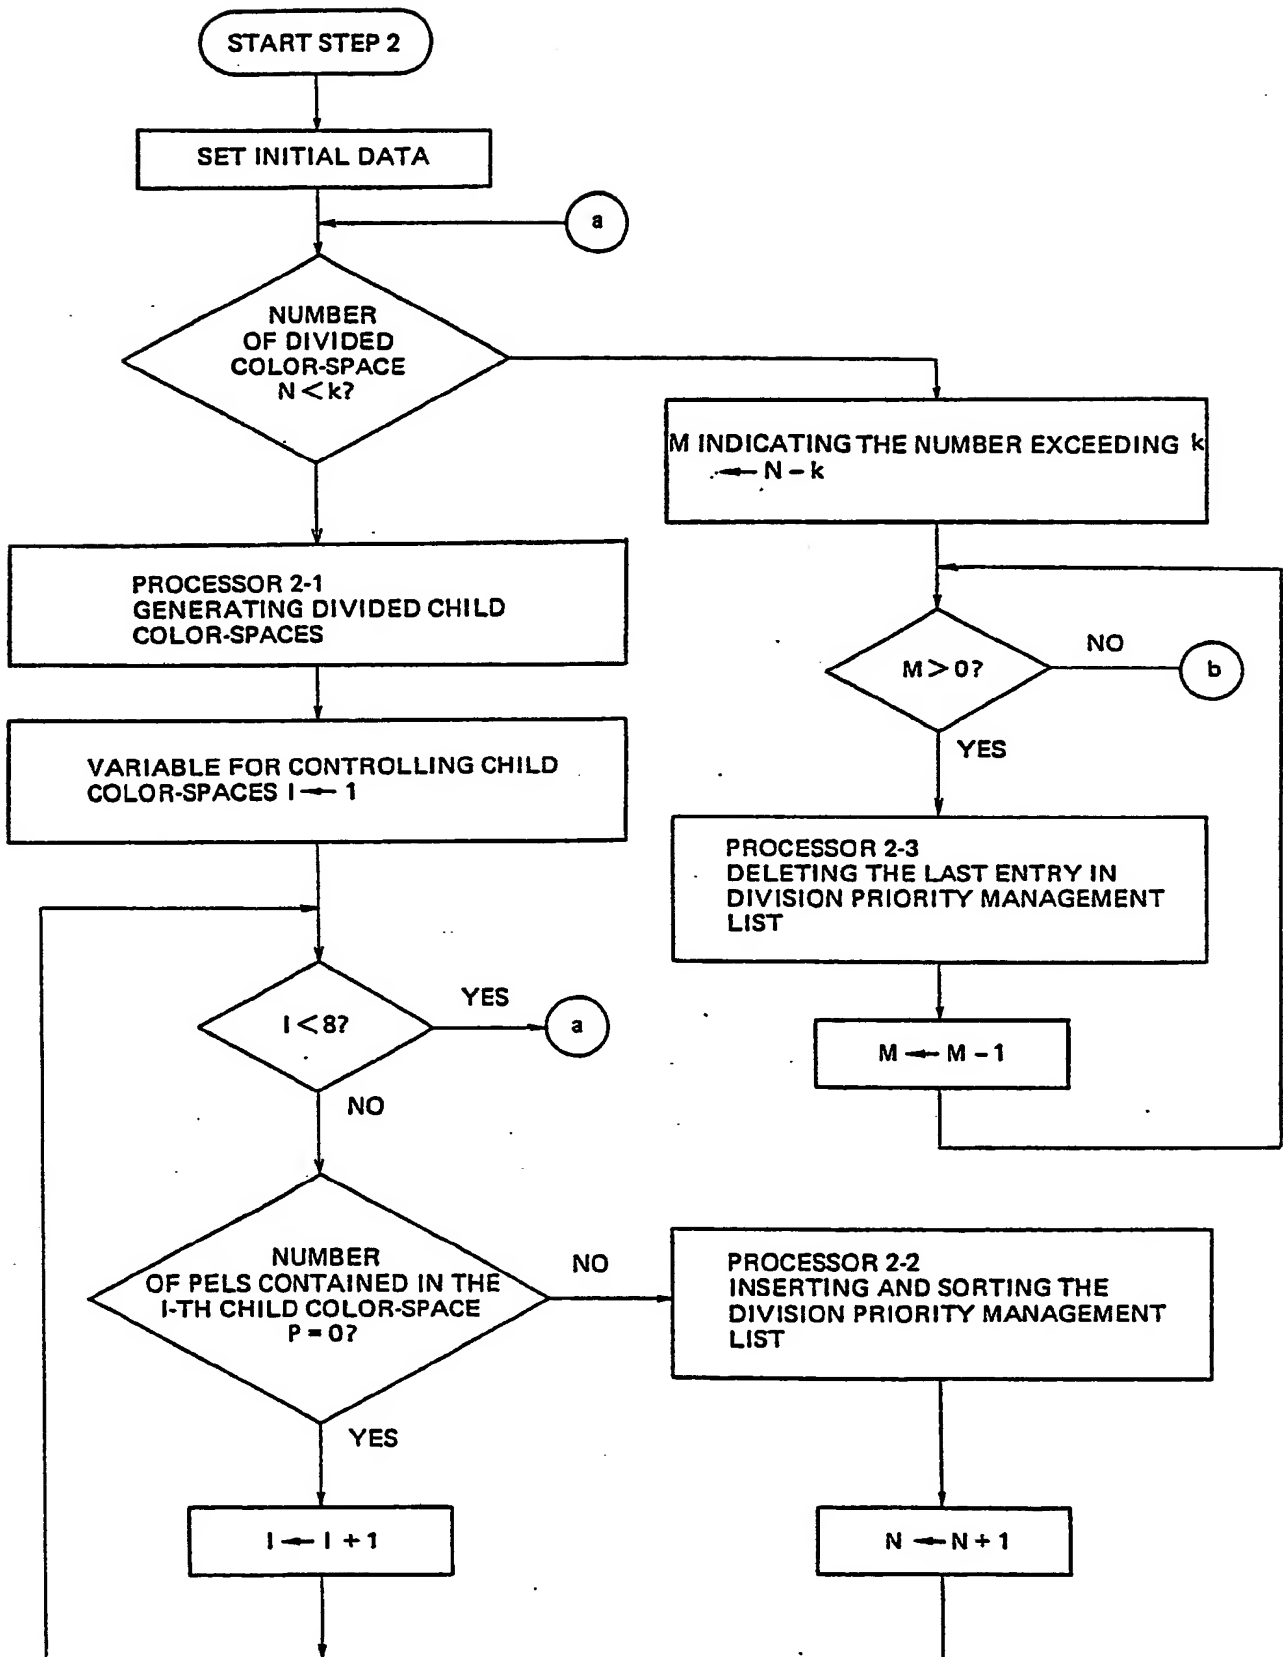 START STEP 2
SET INITIAL DATA
a
NUMBER
OF DIVIDED
COLOR-SPACE
N < k?
M INDICATING THE NUMBER EXCEEDING k
← N – k
PROCESSOR 2-1
GENERATING DIVIDED CHILD
COLOR-SPACES
M > 0?
NO
b
YES
VARIABLE FOR CONTROLLING CHILD
COLOR-SPACES I ← 1
PROCESSOR 2-3
DELETING THE LAST ENTRY IN
DIVISION PRIORITY MANAGEMENT
LIST
I < 8?
YES
a
NO
M ← M – 1
NUMBER
OF PELS CONTAINED IN THE
I-TH CHILD COLOR-SPACE
P = 0?
NO
PROCESSOR 2-2
INSERTING AND SORTING THE
DIVISION PRIORITY MANAGEMENT
LIST
YES
I ← I + 1
N ← N + 1